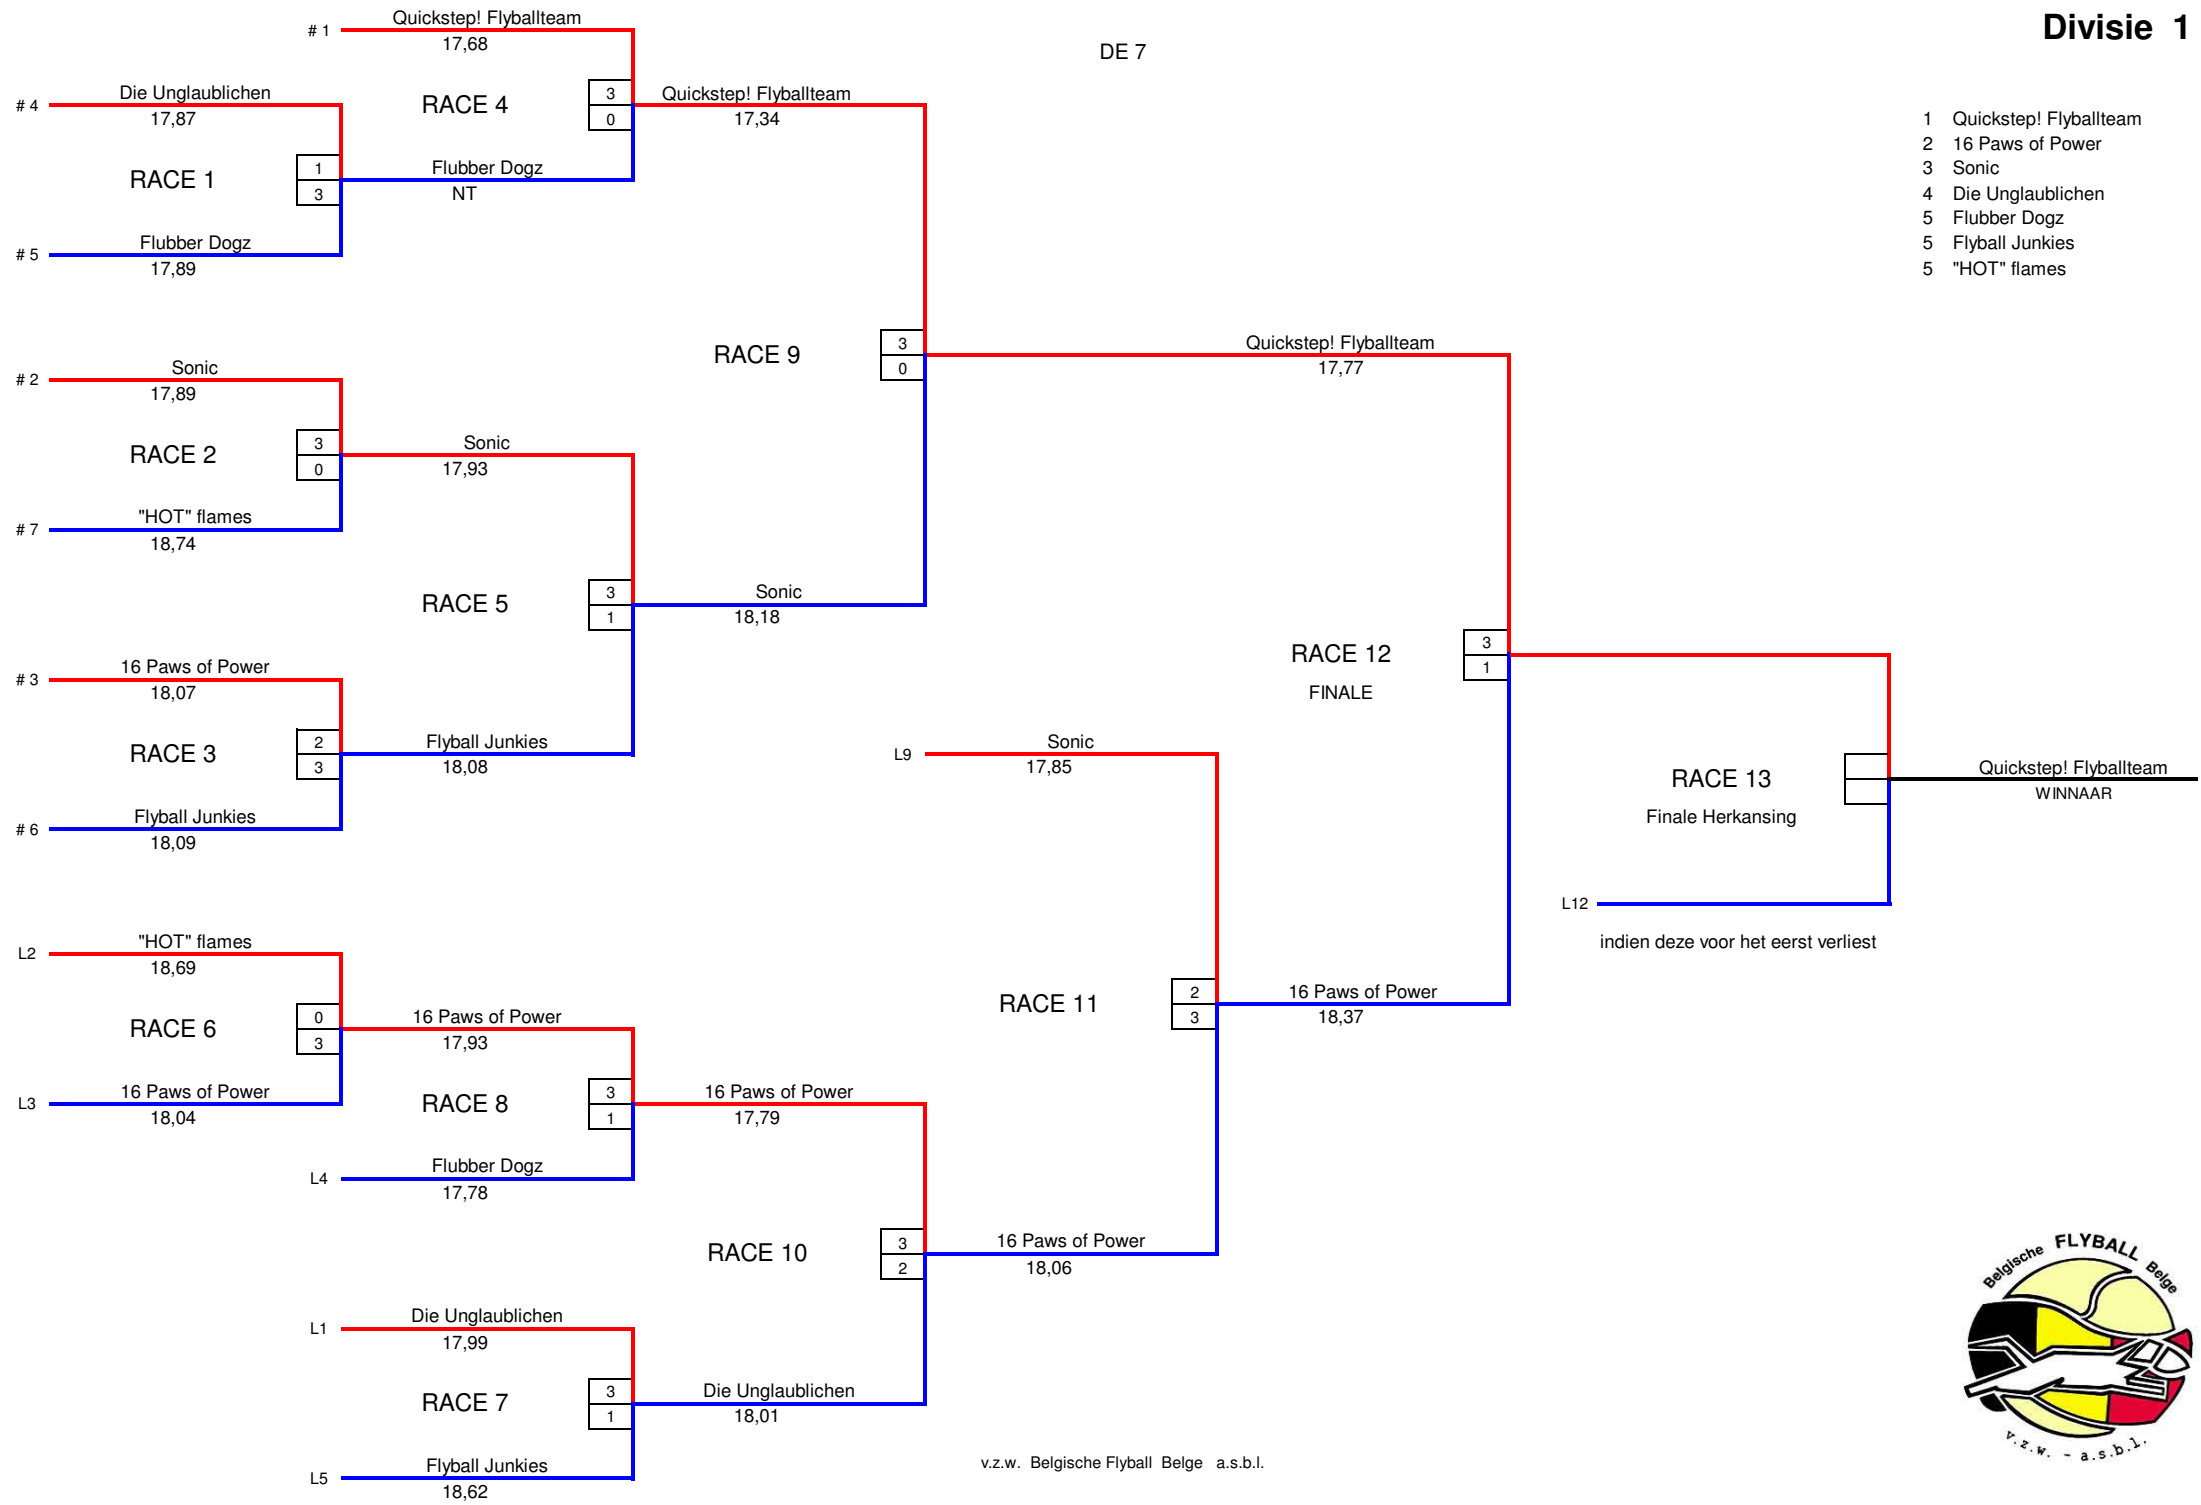 Divisie 1
DE 7
1 Quickstep! Flyballteam
2 16 Paws of Power
3 Sonic
4 Die Unglaublichen
5 Flubber Dogz
5 Flyball Junkies
5 "HOT" flames
# 1
Quickstep! Flyballteam
17,68
RACE 4
3
0
Flubber Dogz
NT
# 4
Die Unglaublichen
17,87
RACE 1
1
3
# 5
Flubber Dogz
17,89
Quickstep! Flyballteam
17,34
RACE 9
3
0
# 2
Sonic
17,89
RACE 2
3
0
# 7
"HOT" flames
18,74
Sonic
17,93
RACE 5
3
1
Sonic
18,18
# 3
16 Paws of Power
18,07
RACE 3
2
3
# 6
Flyball Junkies
18,09
Flyball Junkies
18,08
Quickstep! Flyballteam
17,77
RACE 12
FINALE
3
1
L9
Sonic
17,85
RACE 11
2
3
16 Paws of Power
18,37
RACE 13
Finale Herkansing
Quickstep! Flyballteam
WINNAAR
L12
indien deze voor het eerst verliest
L2
"HOT" flames
18,69
RACE 6
0
3
L3
16 Paws of Power
18,04
16 Paws of Power
17,93
RACE 8
3
1
L4
Flubber Dogz
17,78
16 Paws of Power
17,79
RACE 10
3
2
16 Paws of Power
18,06
L1
Die Unglaublichen
17,99
RACE 7
3
1
L5
Flyball Junkies
18,62
Die Unglaublichen
18,01
v.z.w. Belgische Flyball Belge a.s.b.l.
Belgische FLYBALL Belge
v.z.w. - a.s.b.l.